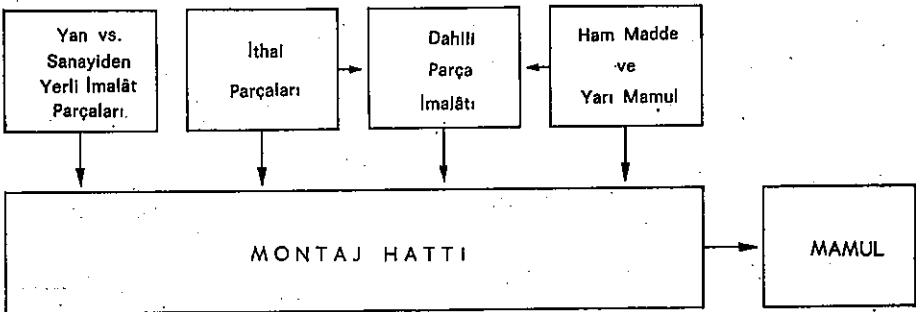 Yan vs.
Sanayiden
Yerli İmalât
Parçaları.
İthal
Parçaları
Dahili
Parça
İmalâtı
Ham Madde
ve
Yarı Mamul
MONTAJ HATTI
MAMUL